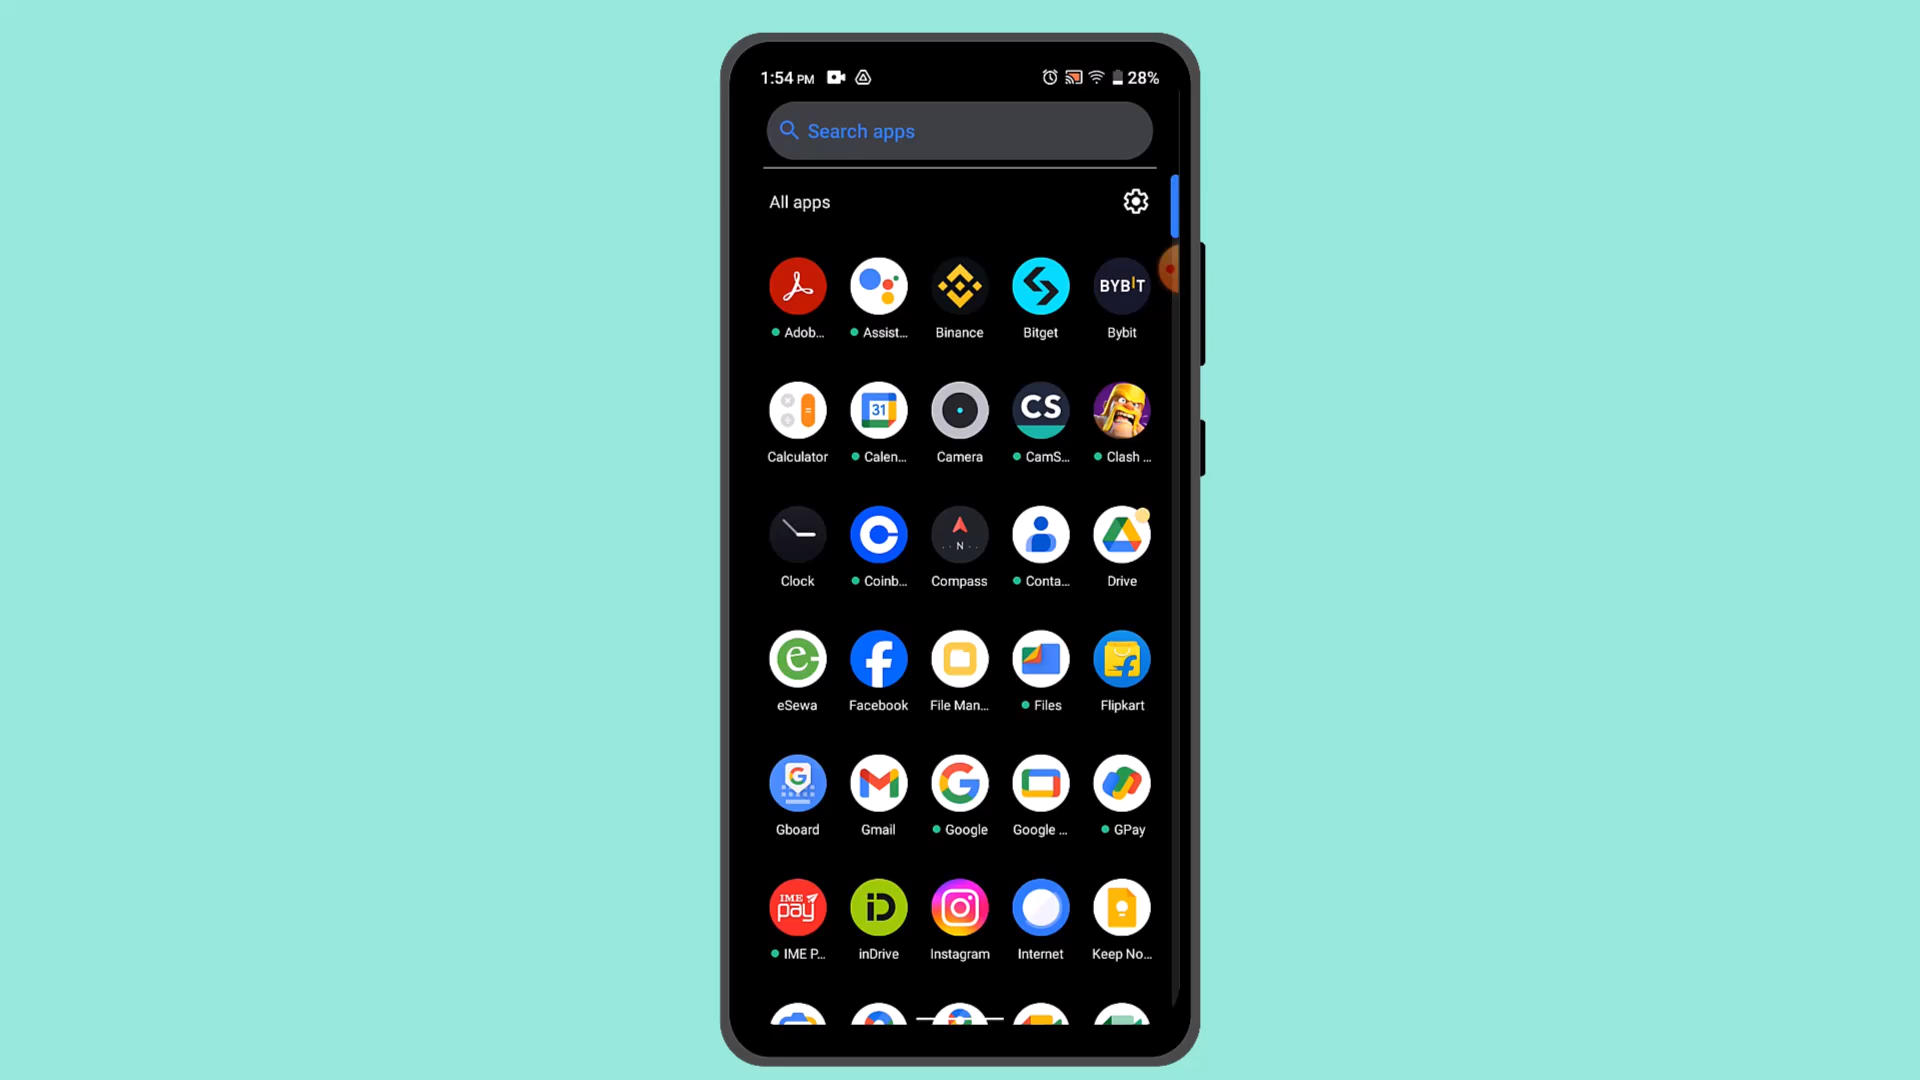 1:54 PM 28%
Search apps
All apps
BYBIT
Adob... Assist... Binance Bitget Bybit
31 CS
Calculator Calen... Camera CamS... Clash ...
N
Clock Coinb... Compass Conta... Drive
e f f
eSewa Facebook File Man... Files Flipkart
G M G
Gboard Gmail Google Google ... GPay
IME pay iD
IME P... inDrive Instagram Internet Keep No...